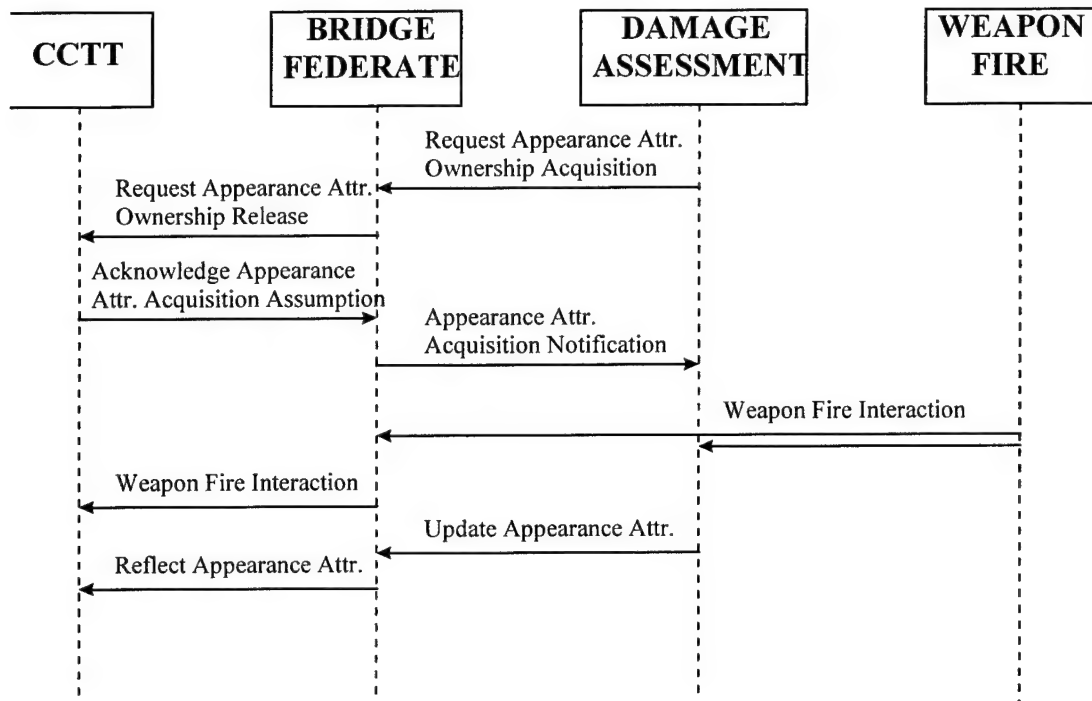 CCTT
BRIDGE
FEDERATE
DAMAGE
ASSESSMENT
WEAPON
FIRE
Request Appearance Attr.
Ownership Acquisition
Request Appearance Attr.
Ownership Release
Acknowledge Appearance
Attr. Acquisition Assumption
Appearance Attr.
Acquisition Notification
Weapon Fire Interaction
Weapon Fire Interaction
Update Appearance Attr.
Reflect Appearance Attr.